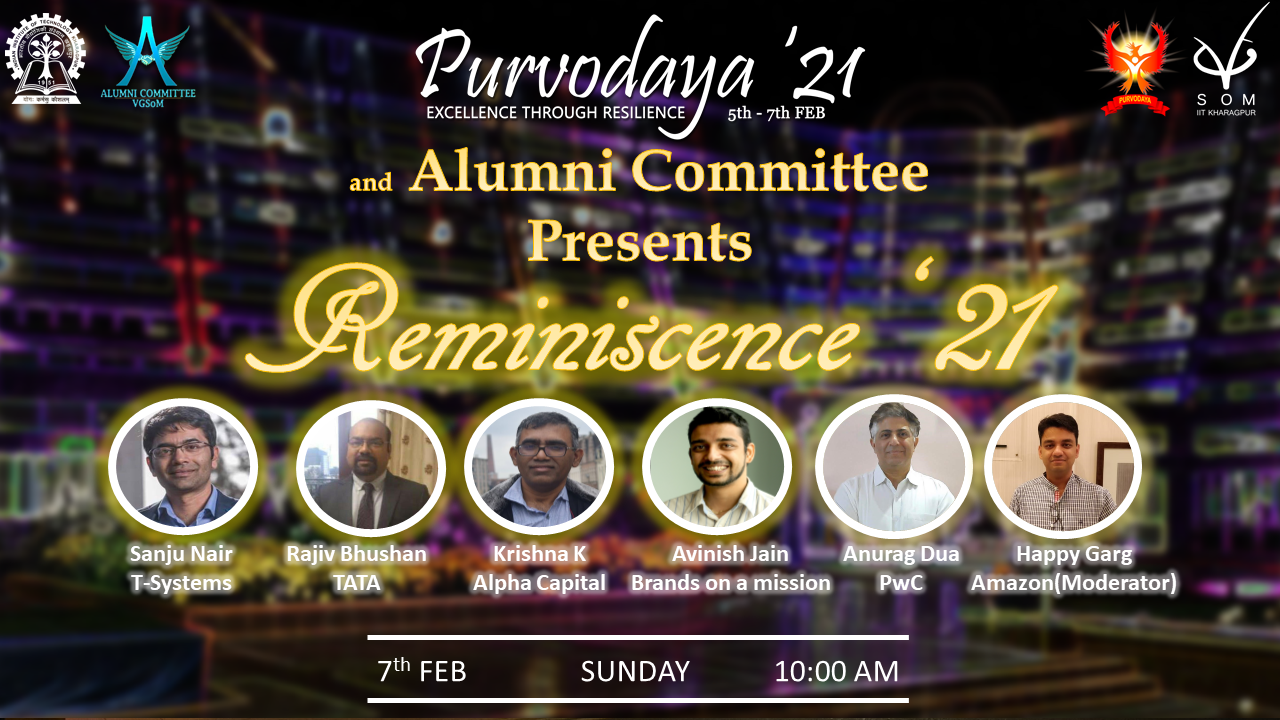 Purvodaya '21
EXCELLENCE THROUGH RESILIENCE 5th - 7th FEB
ALUMNI COMMITTEE
VGSoM
1951
PURVODAYA
S O M
IIT KHARAGPUR
and Alumni Committee
Presents
Reminiscence ‘21
Sanju Nair
T-Systems
Rajiv Bhushan
TATA
Krishna K
Alpha Capital
Avinish Jain
Brands on a mission
Anurag Dua
PwC
Happy Garg
Amazon(Moderator)
7th FEB SUNDAY 10:00 AM